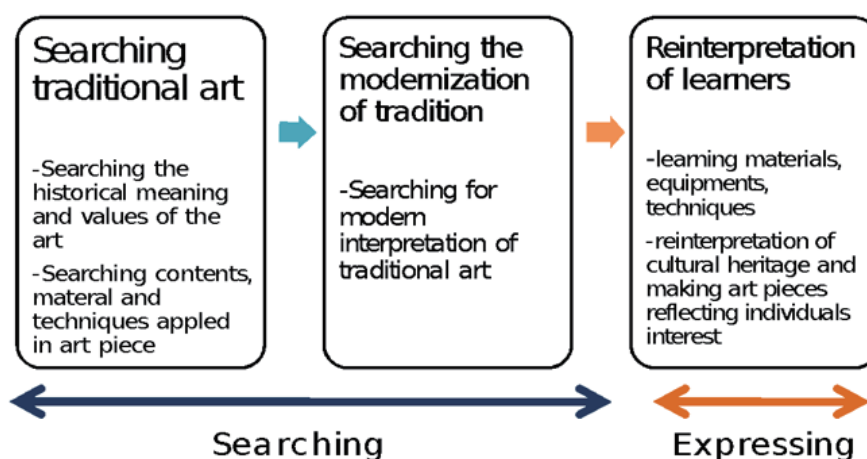 Searching
traditional art
-Searching the
historical meaning
and values of the
art
-Searching contents,
materal and
techniques appled
in art piece
Searching the
modernization
of tradition
-Searching for
modern
interpretation of
traditional art
Reinterpretation
of learners
-learning materials,
equipments,
techniques
-reinterpretation of
cultural heritage and
making art pieces
reflecting individuals
interest
Searching
Expressing